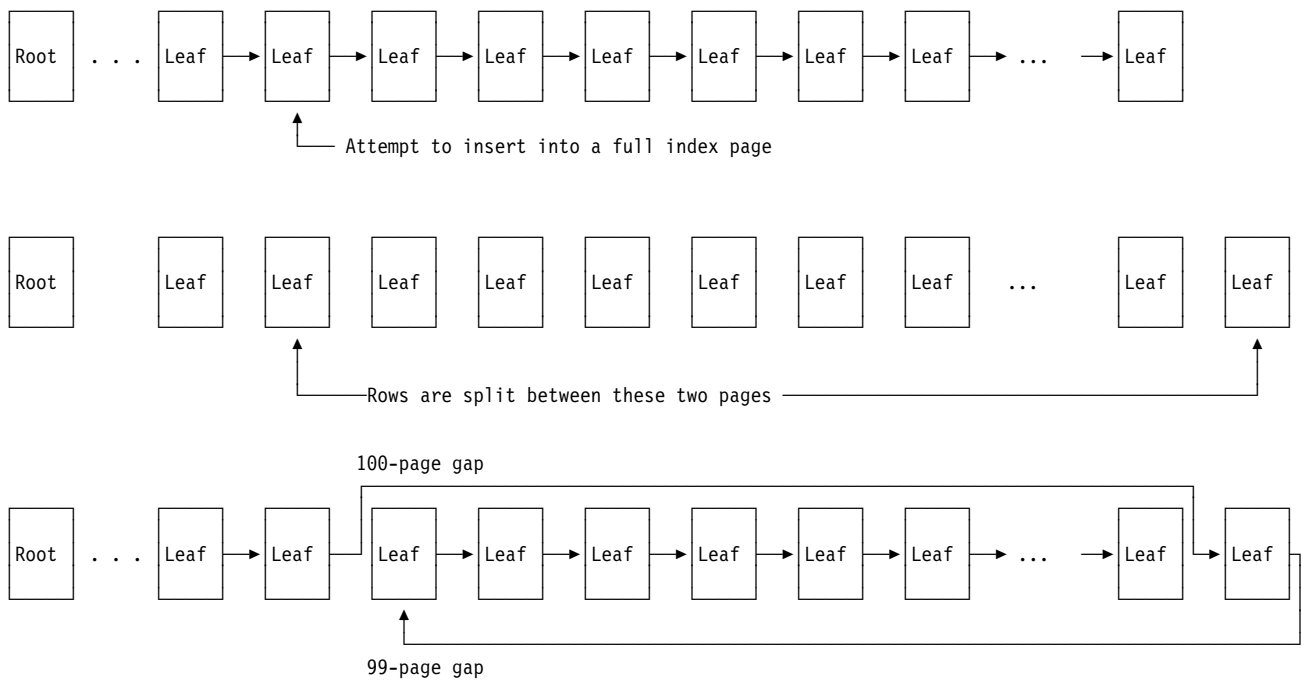 Root . . . Leaf Leaf Leaf Leaf Leaf Leaf Leaf Leaf ... Leaf
Attempt to insert into a full index page
Root Leaf Leaf Leaf Leaf Leaf Leaf Leaf Leaf ... Leaf Leaf
Rows are split between these two pages
100-page gap
Root . . . Leaf Leaf Leaf Leaf Leaf Leaf Leaf Leaf ... Leaf Leaf
99-page gap